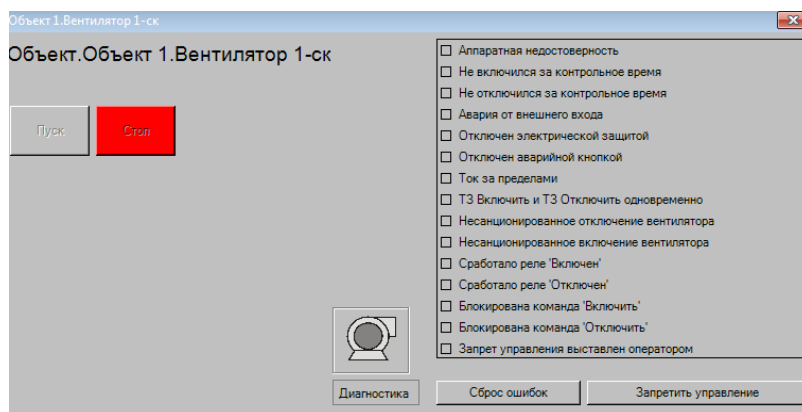 Объект 1.Вентилятор 1-ск
Объект.Объект 1.Вентилятор 1-ск
Пуск
Стоп
Аппаратная недостоверность
Не включился за контрольное время
Не отключился за контрольное время
Авария от внешнего входа
Отключен электрической защитой
Отключен аварийной кнопкой
Ток за пределами
ТЗ Включить и ТЗ Отключить одновременно
Несанкционированное отключение вентилятора
Несанкционированное включение вентилятора
Сработало реле 'Включен'
Сработало реле 'Отключен'
Блокирована команда 'Включить'
Блокирована команда 'Отключить'
Запрет управления выставлен оператором
Диагностика
Сброс ошибок
Запретить управление